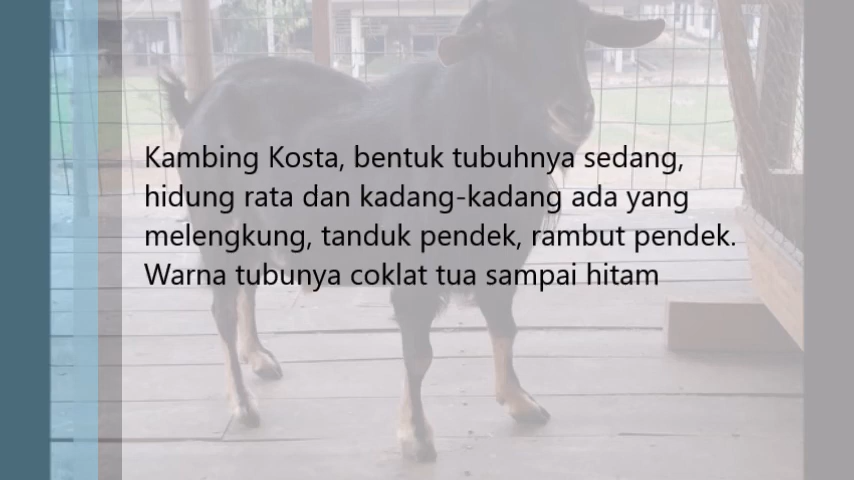 Kambing Kosta, bentuk tubuhnya sedang,
hidung rata dan kadang-kadang ada yang
melengkung, tanduk pendek, rambut pendek.
Warna tubunya coklat tua sampai hitam